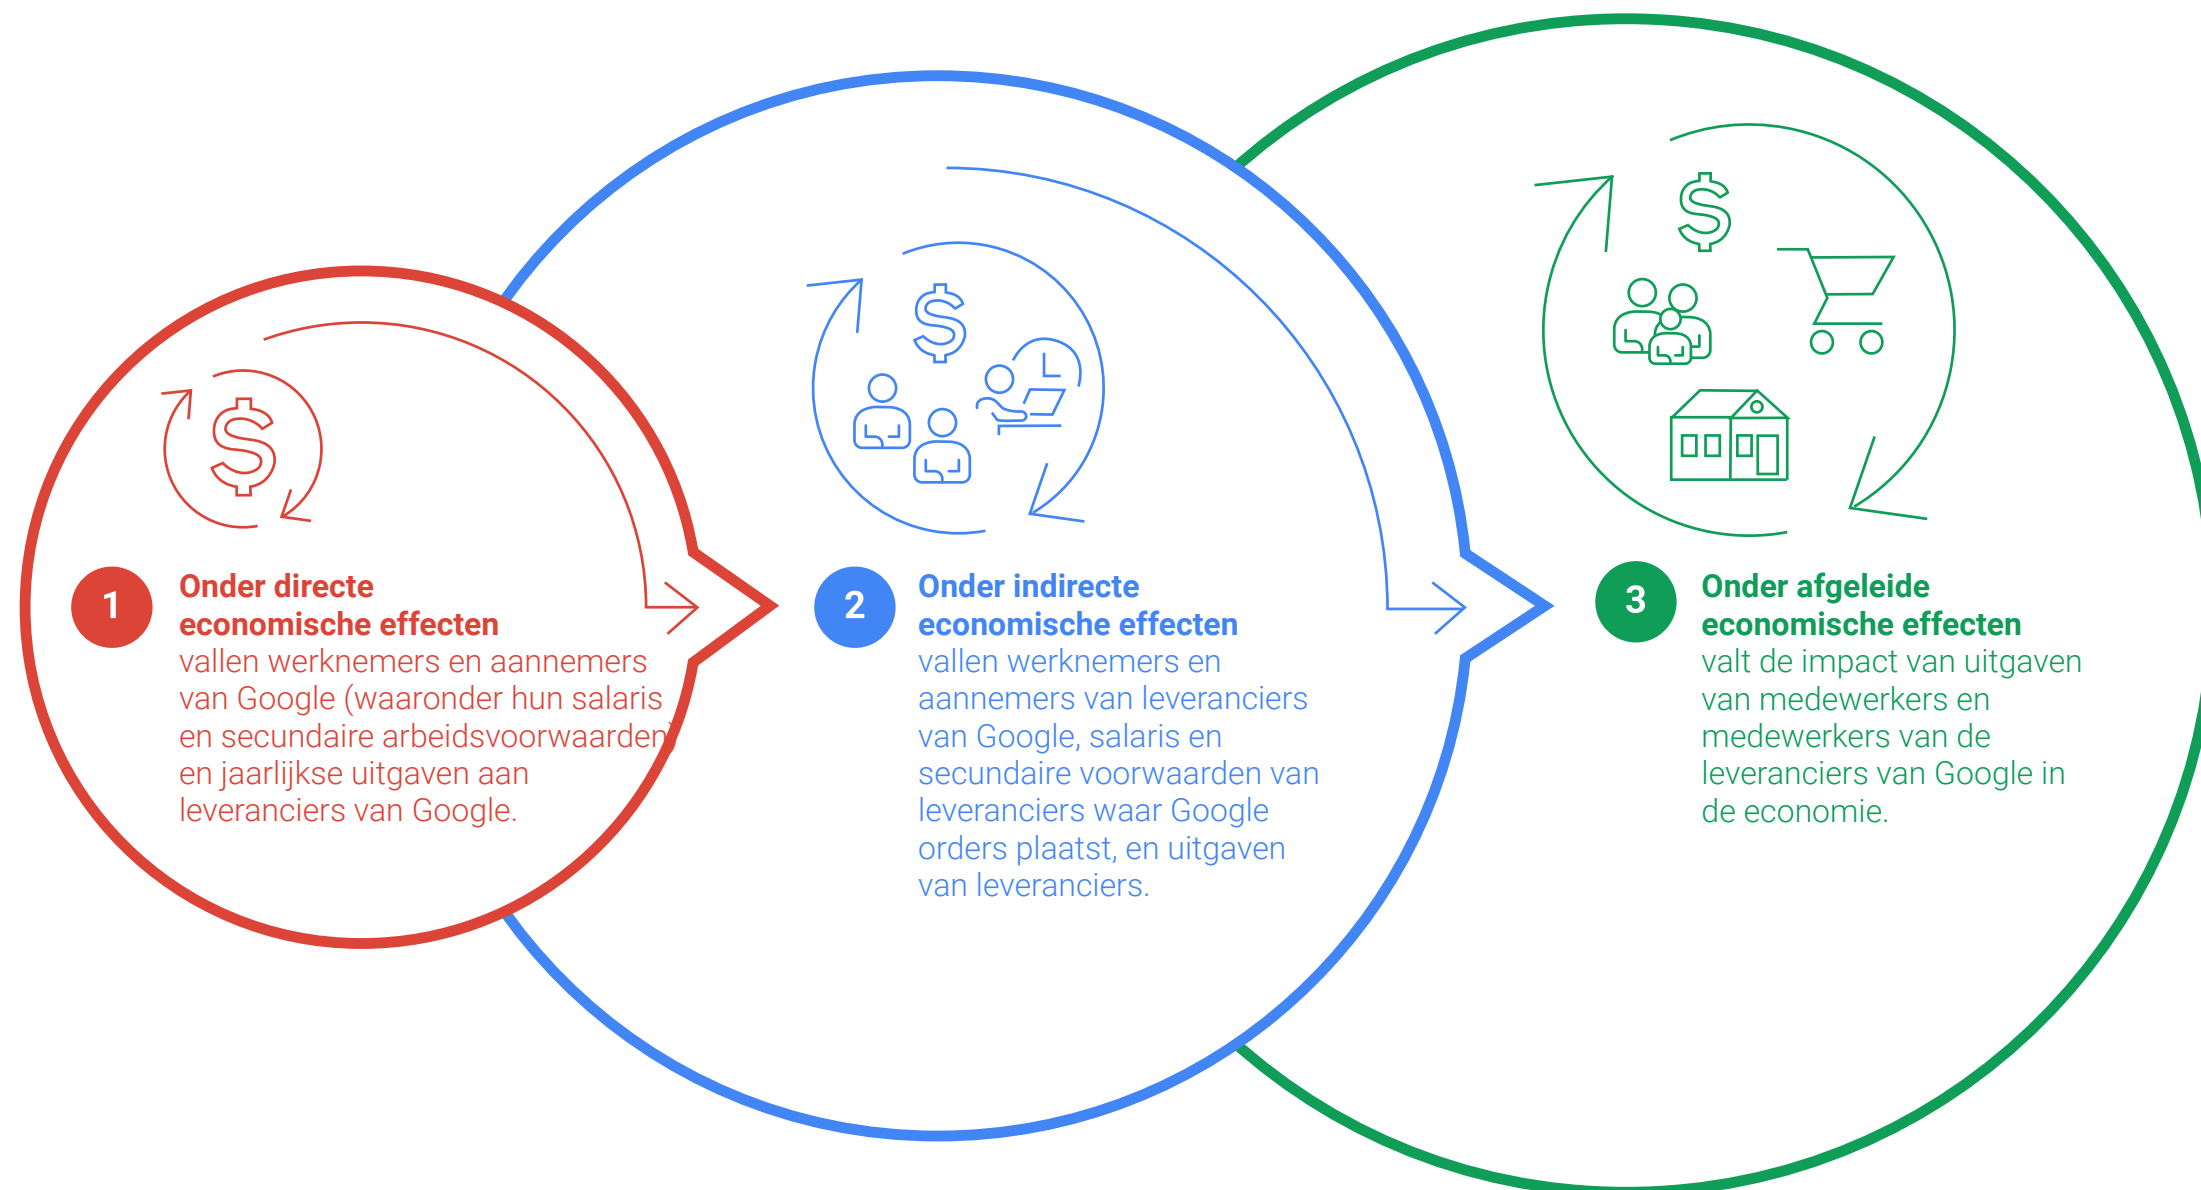 1
Onder directe
economische effecten
vallen werknemers en aannemers
van Google (waaronder hun salaris
en secundaire arbeidsvoorwaarden)
en jaarlijkse uitgaven aan
leveranciers van Google.
2
Onder indirecte
economische effecten
vallen werknemers en
aannemers van leveranciers
van Google, salaris en
secundaire voorwaarden van
leveranciers waar Google
orders plaatst, en uitgaven
van leveranciers.
3
Onder afgeleide
economische effecten
valt de impact van uitgaven
van medewerkers en
medewerkers van de
leveranciers van Google in
de economie.